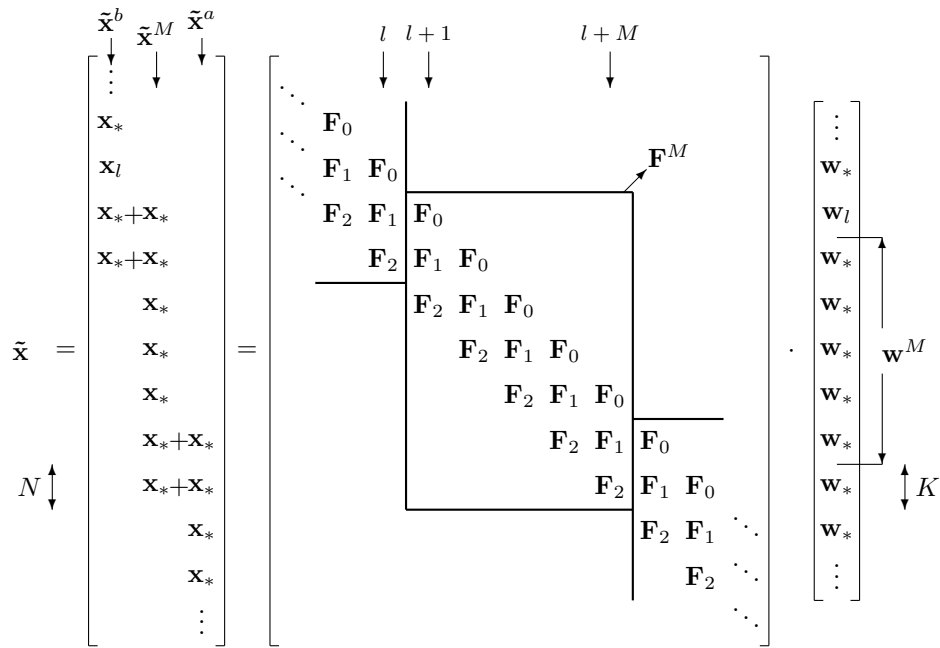 x̃^b x̃^M x̃^a l l + 1 l + M
⋮ ⋱ ⋮
x_* F_0
x_l F_1 F_0 F^M w_*
x_*+x_* F_2 F_1 F_0 w_l
x_*+x_* F_2 F_1 F_0 w_*
x_* F_2 F_1 F_0 w_*
x̃ = x_* = F_2 F_1 F_0 · w_* w^M
x_* F_2 F_1 F_0 w_*
x_*+x_* F_2 F_1 F_0 w_*
N x_*+x_* F_2 F_1 F_0 w_* K
x_* F_2 F_1 ⋱ w_*
x_* F_2 ⋱ ⋮
⋮ ⋱